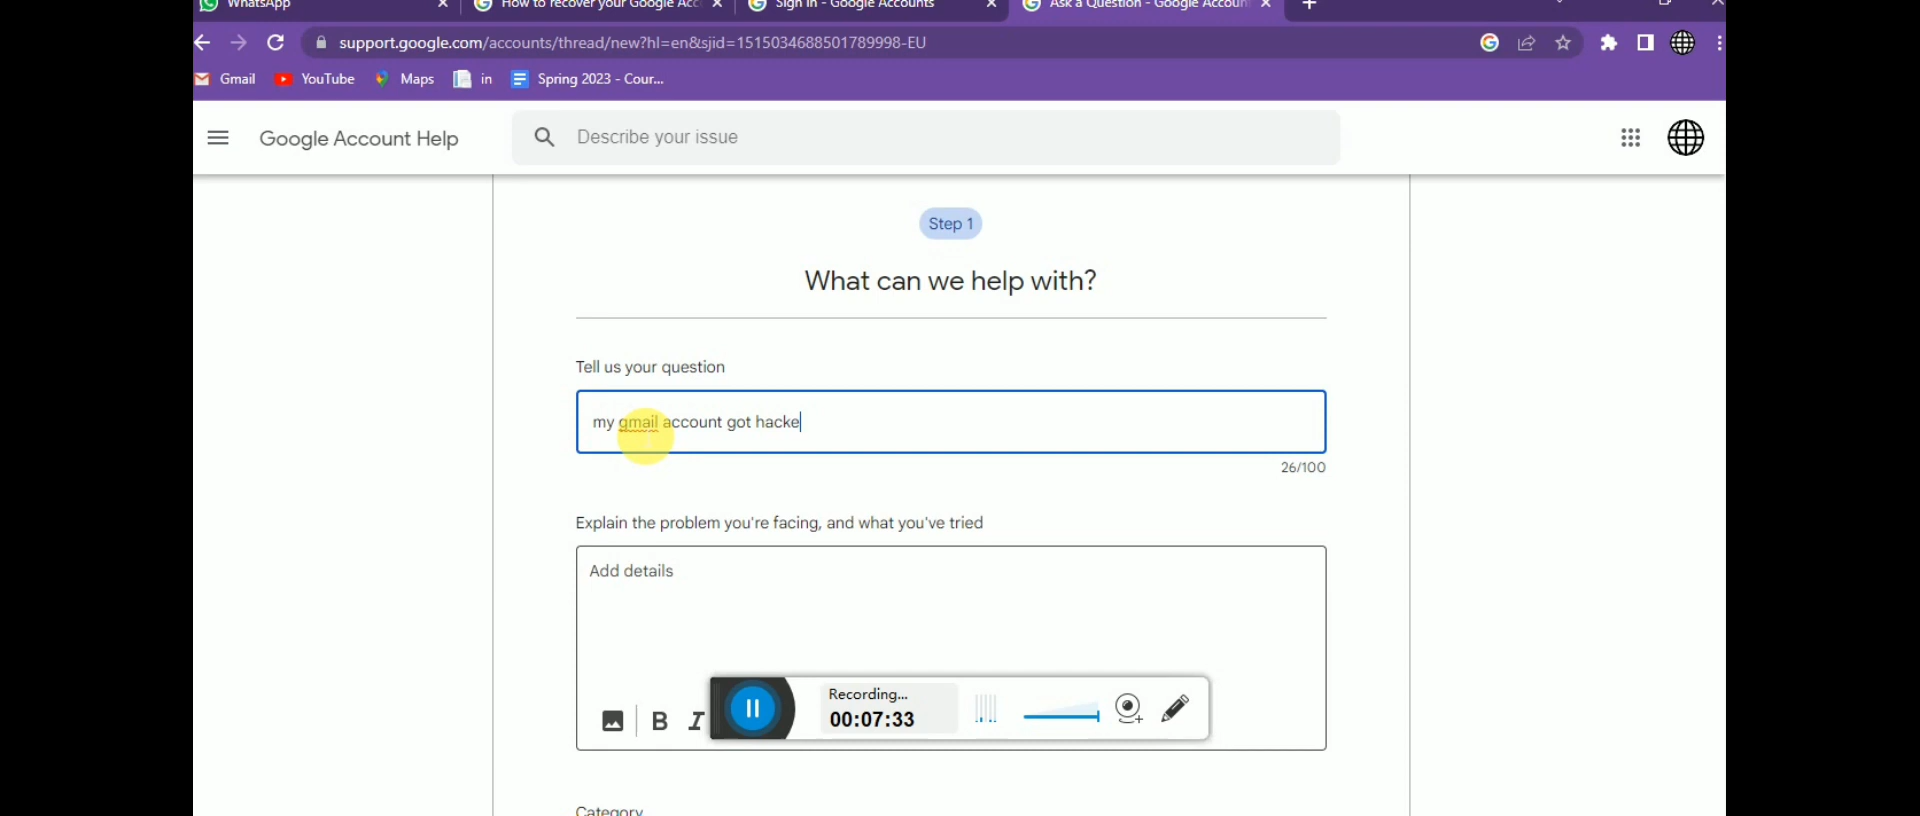 WhatsApp
How to recover your Google Acc
Sign in - Google Accounts
Ask a Question - Google Accoun
support.google.com/accounts/thread/new?hl=en&sjid=1515034688501789998-EU
Gmail
YouTube
Maps
in
Spring 2023 - Cour...
Google Account Help
Describe your issue
Step 1
What can we help with?
Tell us your question
my gmail account got hacke
26/100
Explain the problem you're facing, and what you've tried
Add details
B I
Recording...
00:07:33
Category